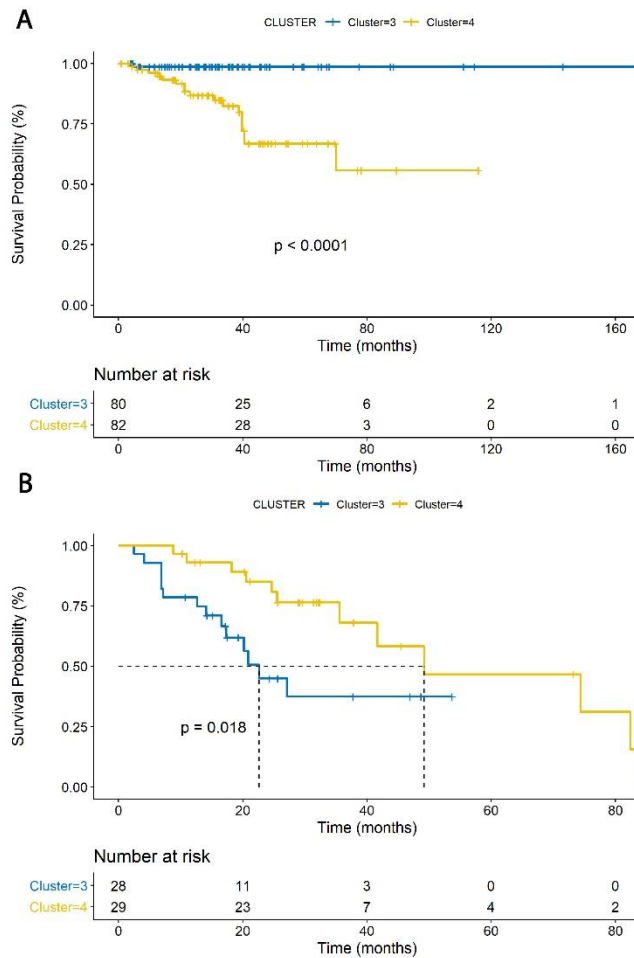 A
CLUSTER Cluster=3 Cluster=4
Survival Probability (%)
1.00
0.75
0.50
0.25
0.00
p < 0.0001
0 40 80 120 160
Time (months)
Number at risk
Cluster=3 80 25 6 2 1
Cluster=4 82 28 3 0 0
0 40 80 120 160
Time (months)
B
CLUSTER Cluster=3 Cluster=4
Survival Probability (%)
1.00
0.75
0.50
0.25
0.00
p = 0.018
0 20 40 60 80
Time (months)
Number at risk
Cluster=3 28 11 3 0 0
Cluster=4 29 23 7 4 2
0 20 40 60 80
Time (months)